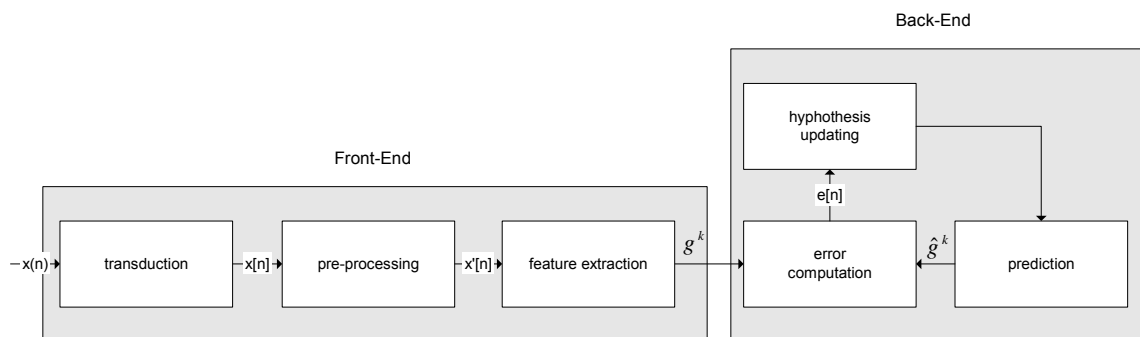 Back-End
hyphothesis
updating
Front-End
e[n]
x(n)
transduction
x[n]
pre-processing
x'[n]
feature extraction
g^k
error
computation
ĝ^k
prediction